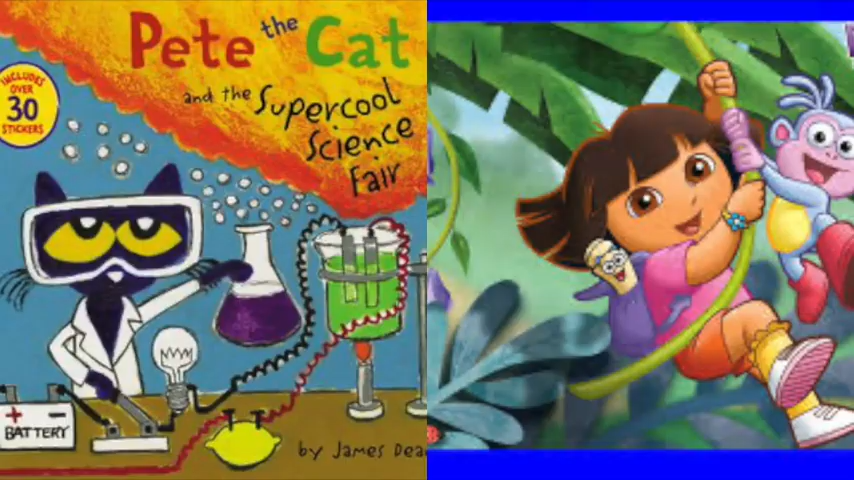 Pete the Cat
and the Supercool
Science
Fair
INCLUDES
OVER
30
STICKERS
+ -
BATTERY
by James Dea